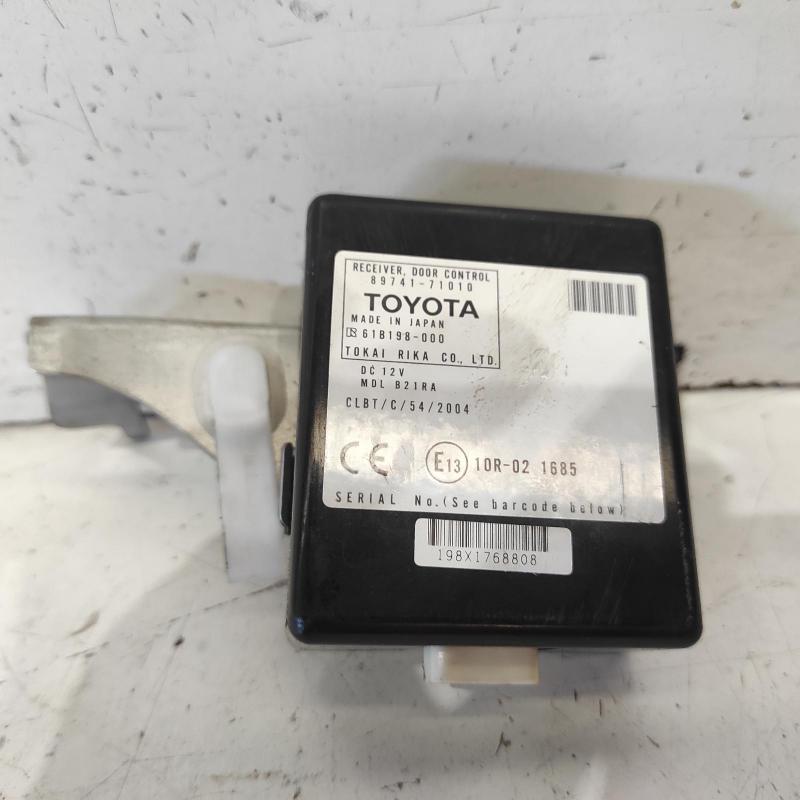 RECEIVER, DOOR CONTROL
89741-71010
TOYOTA
MADE IN JAPAN
61B198-000
TOKAI RIKA CO., LTD.
DC 12V
MDL B21RA
CLBT/C/54/2004
CE E13 10R-02 1685
SERIAL No.(See barcode below)
198X1768808